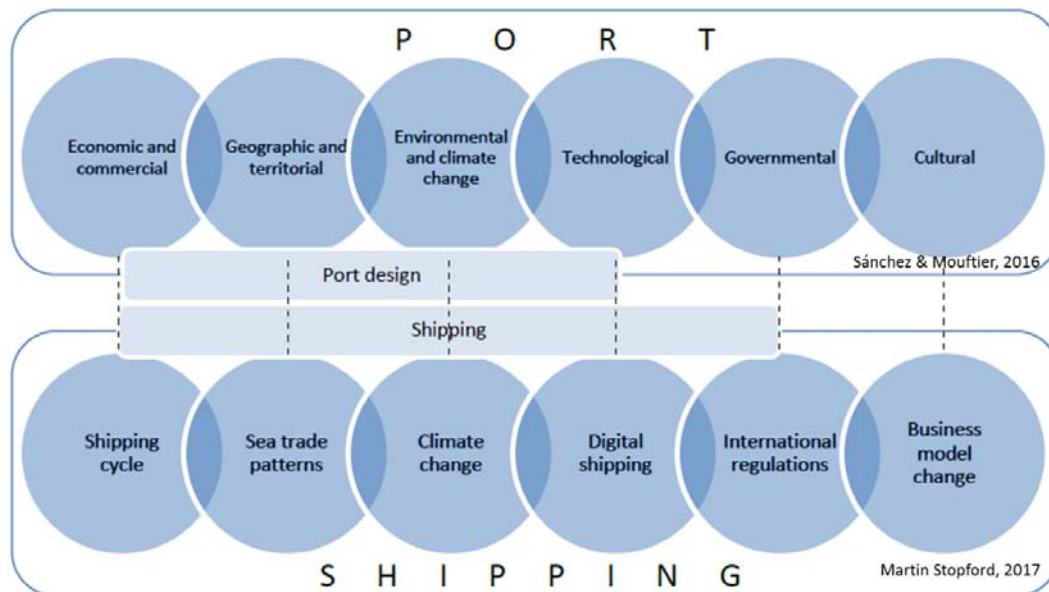 P O R T
Economic and
commercial
Geographic and
territorial
Environmental
and climate
change
Technological
Governmental
Cultural
Sánchez & Mouftier, 2016
Port design
Shipping
Shipping
cycle
Sea trade
patterns
Climate
change
Digital
shipping
International
regulations
Business
model
change
Martin Stopford, 2017
S H I P P I N G